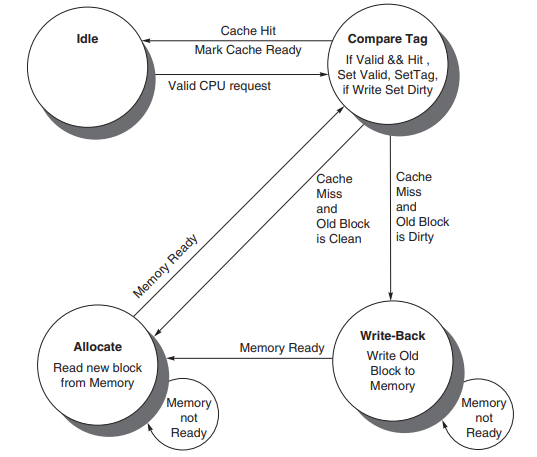 Idle
Cache Hit
Mark Cache Ready
Valid CPU request
Compare Tag
If Valid && Hit ,
Set Valid, SetTag,
if Write Set Dirty
Cache
Miss
and
Old Block
is Clean
Cache
Miss
and
Old Block
is Dirty
Memory Ready
Allocate
Read new block
from Memory
Memory
not
Ready
Memory Ready
Write-Back
Write Old
Block to
Memory
Memory
not
Ready